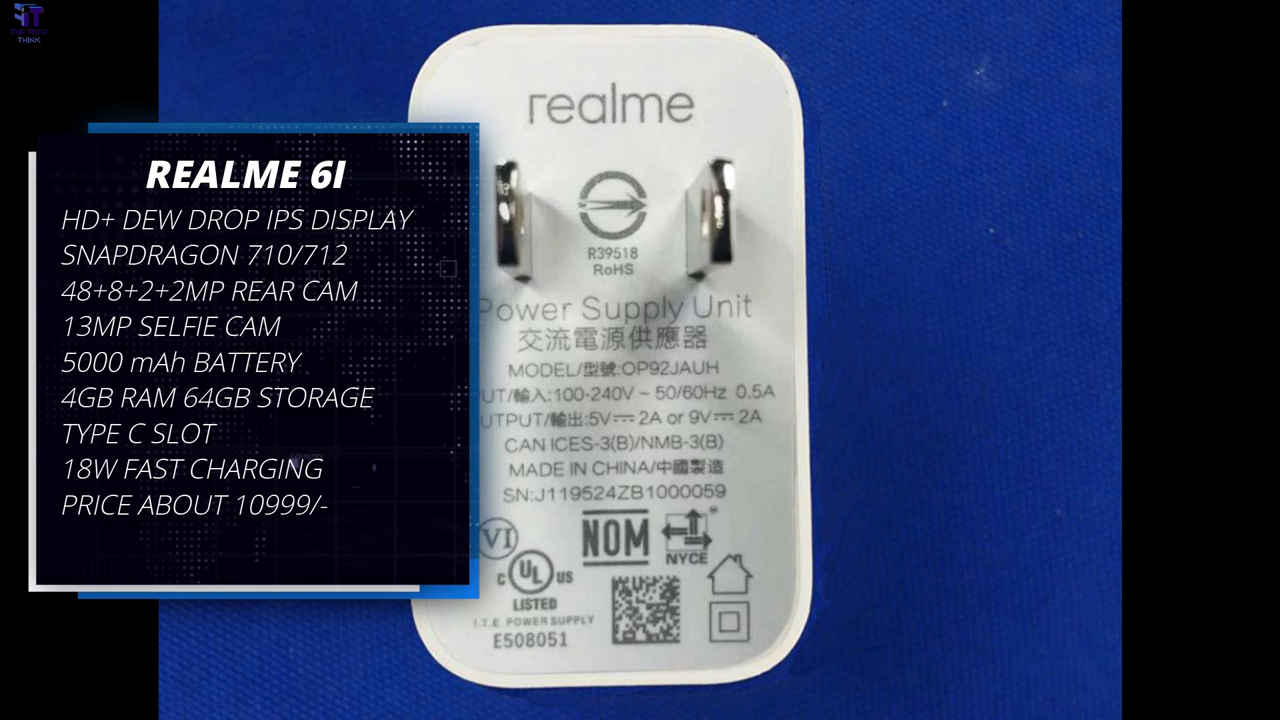 THE TECH
THINK
REALME 6I
HD+ DEW DROP IPS DISPLAY
SNAPDRAGON 710/712
48+8+2+2MP REAR CAM
13MP SELFIE CAM
5000 mAh BATTERY
4GB RAM 64GB STORAGE
TYPE C SLOT
18W FAST CHARGING
PRICE ABOUT 10999/-
realme
R39518
RoHS
Power Supply Unit
交流電源供應器
MODEL/型號:OP92JAUH
UT/輸入:100-240V ~ 50/60Hz 0.5A
UTPUT/輸出:5V⎓2A or 9V⎓2A
CAN ICES-3(B)/NMB-3(B)
MADE IN CHINA/中國製造
SN:J119524ZB1000059
VI
NOM
NYCE
C UL US
LISTED
I.T.E. POWER SUPPLY
E508051